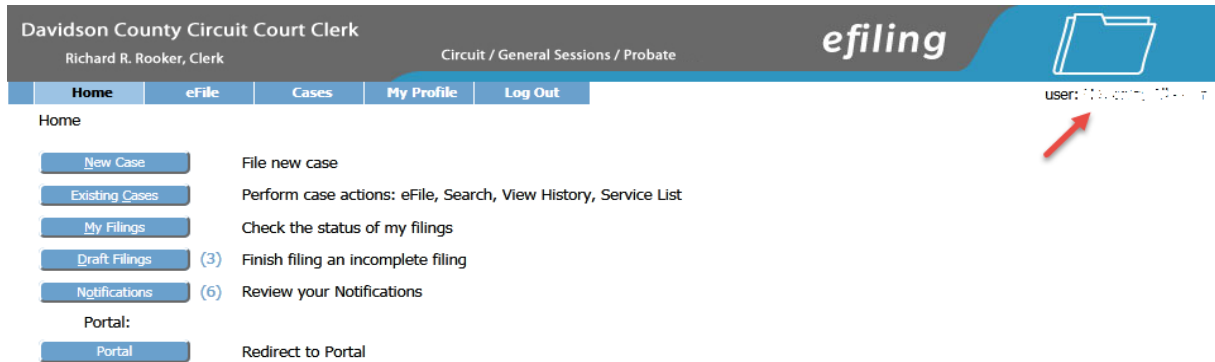 Davidson County Circuit Court Clerk
Richard R. Rooker, Clerk
Circuit / General Sessions / Probate
efiling
Home eFile Cases My Profile Log Out
user:
Home
New Case File new case
Existing Cases Perform case actions: eFile, Search, View History, Service List
My Filings Check the status of my filings
Draft Filings (3) Finish filing an incomplete filing
Notifications (6) Review your Notifications
Portal:
Portal Redirect to Portal